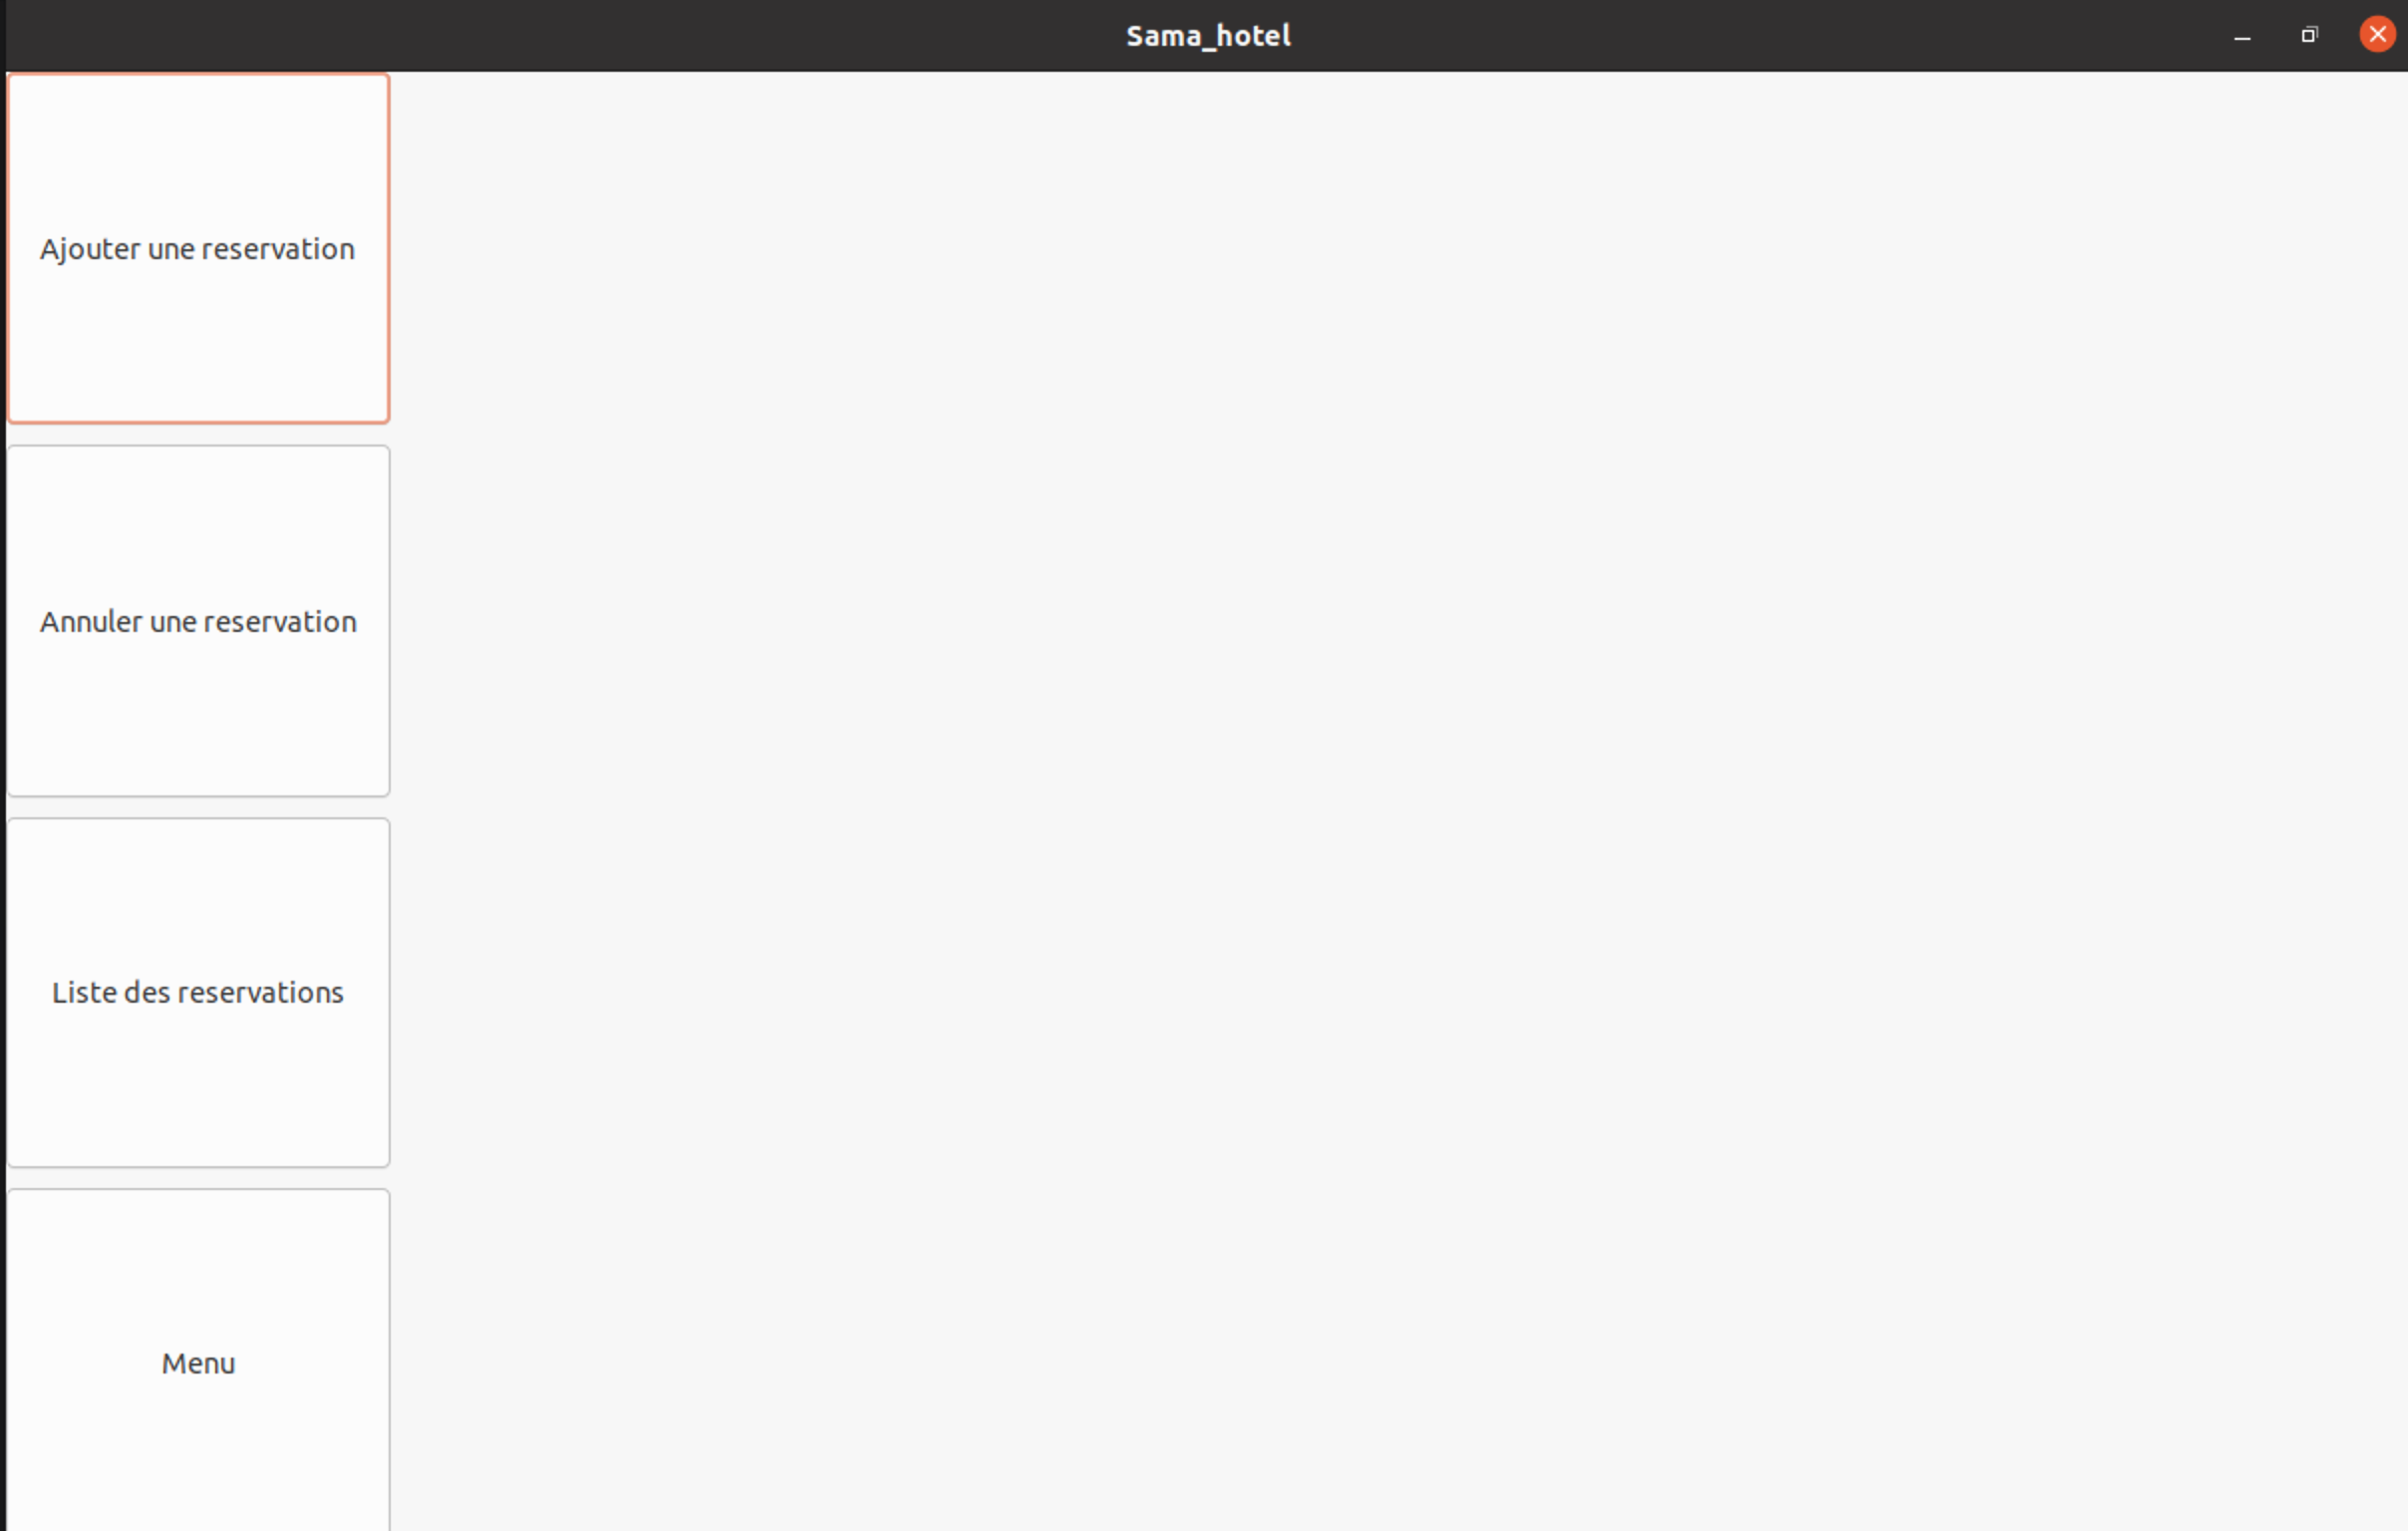 Sama_hotel
Ajouter une reservation
Annuler une reservation
Liste des reservations
Menu